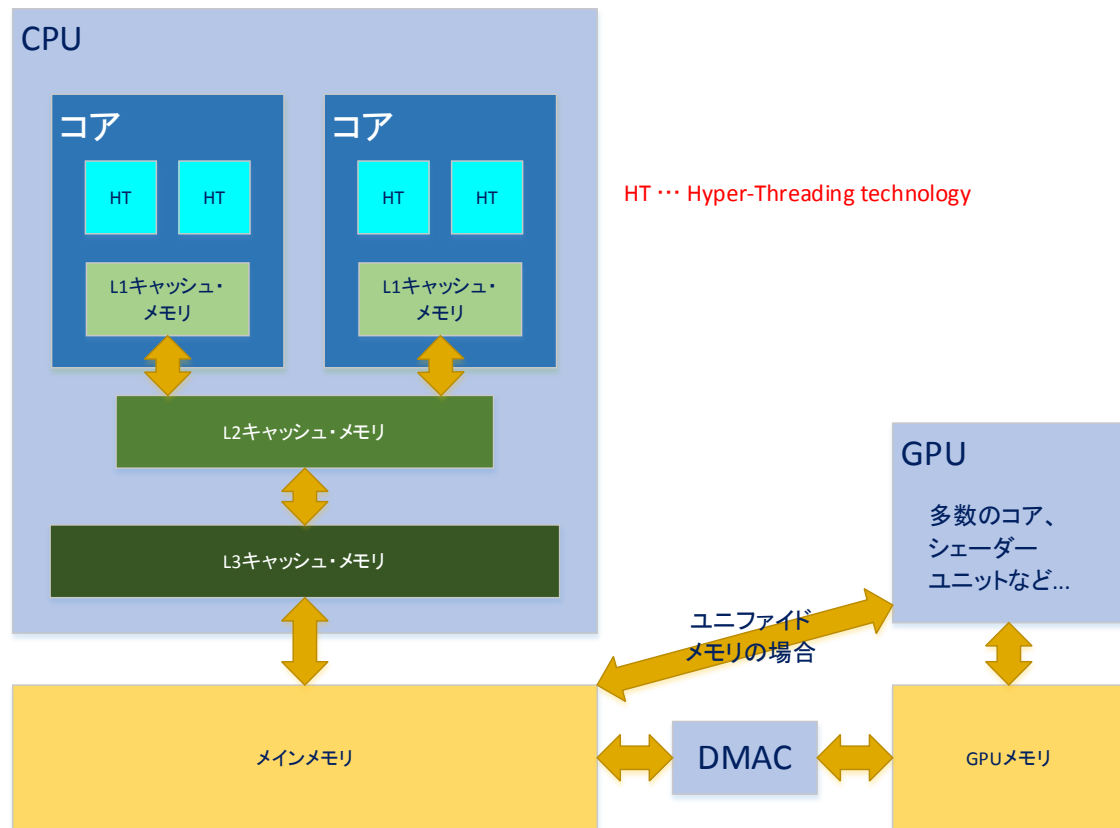 CPU
コア
コア
HT
HT
HT
HT
HT … Hyper-Threading technology
L1キャッシュ・
メモリ
L1キャッシュ・
メモリ
L2キャッシュ・メモリ
GPU
多数のコア、
シェーダー
ユニットなど...
L3キャッシュ・メモリ
ユニファイド
メモリの場合
メインメモリ
DMAC
GPUメモリ